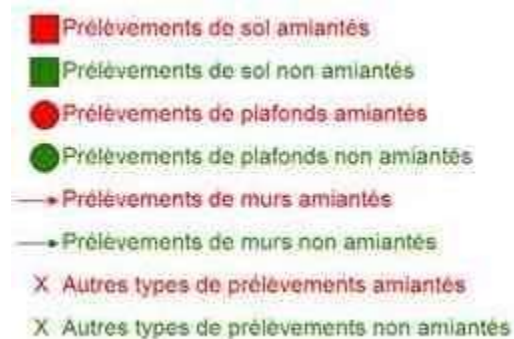 Prélèvements de sol amiantés
Prélèvements de sol non amiantés
Prélèvements de plafonds amiantés
Prélèvements de plafonds non amiantés
Prélèvements de murs amiantés
Prélèvements de murs non amiantés
X Autres types de prélèvements amiantés
X Autres types de prélèvements non amiantés